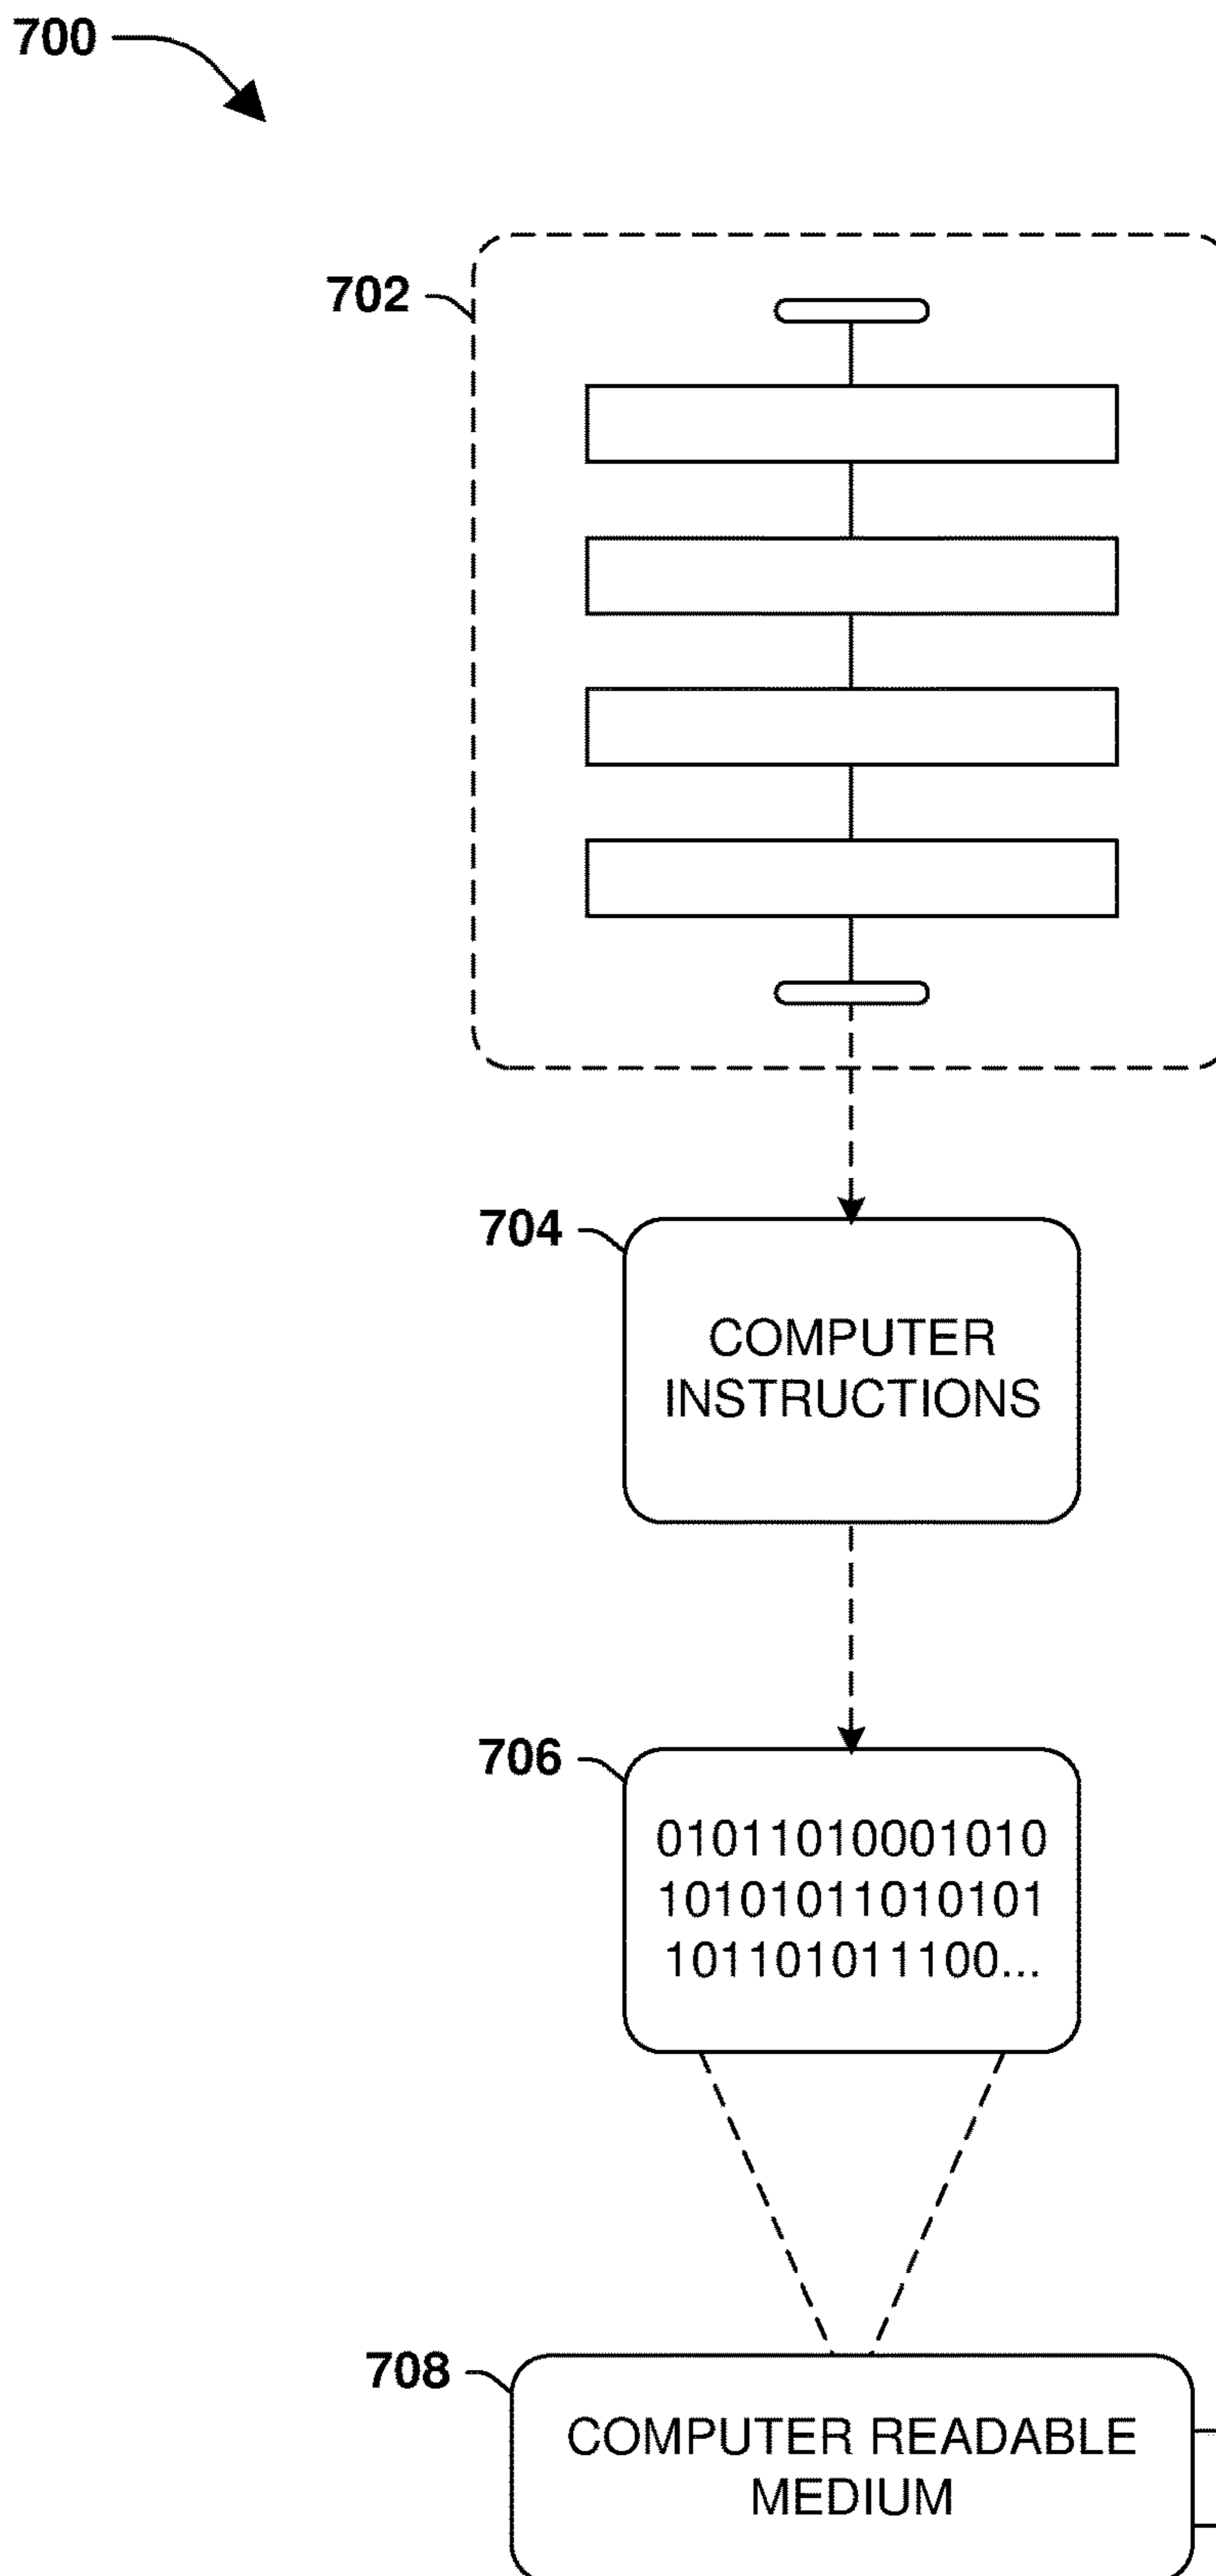 700
702
704
COMPUTER
INSTRUCTIONS
706
01011010001010
10101011010101
101101011100...
708
COMPUTER READABLE
MEDIUM